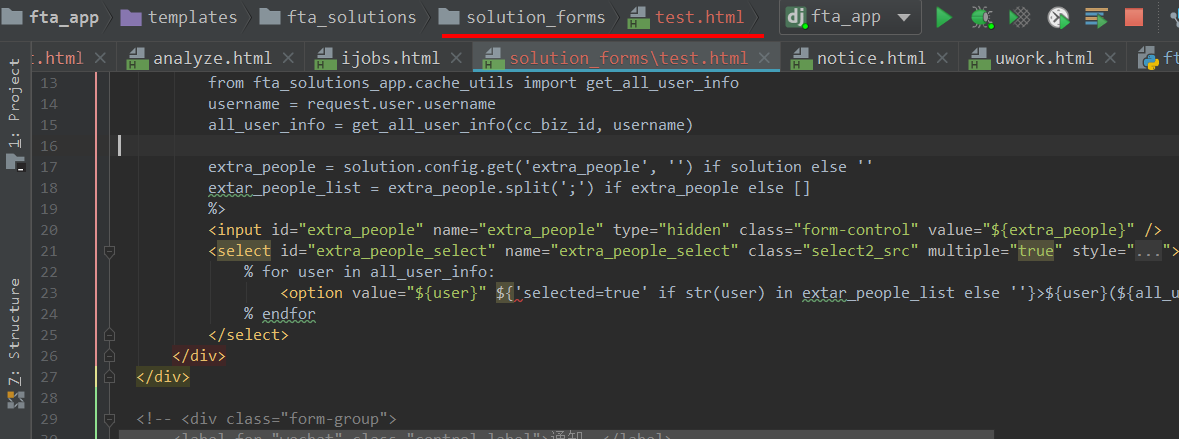 fta_app templates fta_solutions solution_forms test.html fta_app
.html analyze.html ijobs.html solution_forms\test.html notice.html uwork.html
1: Project
Z: Structure
13 from fta_solutions_app.cache_utils import get_all_user_info
14 username = request.user.username
15 all_user_info = get_all_user_info(cc_biz_id, username)
16
17 extra_people = solution.config.get('extra_people', '') if solution else ''
18 extar_people_list = extra_people.split(';') if extra_people else []
19 %>
20 <input id="extra_people" name="extra_people" type="hidden" class="form-control" value="${extra_people}" />
21 <select id="extra_people_select" name="extra_people_select" class="select2_src" multiple="true" style="...">
22 % for user in all_user_info:
23 <option value="${user}" ${'selected=true' if str(user) in extar_people_list else ''}>${user}(${all_u
24 % endfor
25 </select>
26 </div>
27 </div>
28
29 <!-- <div class="form-group">